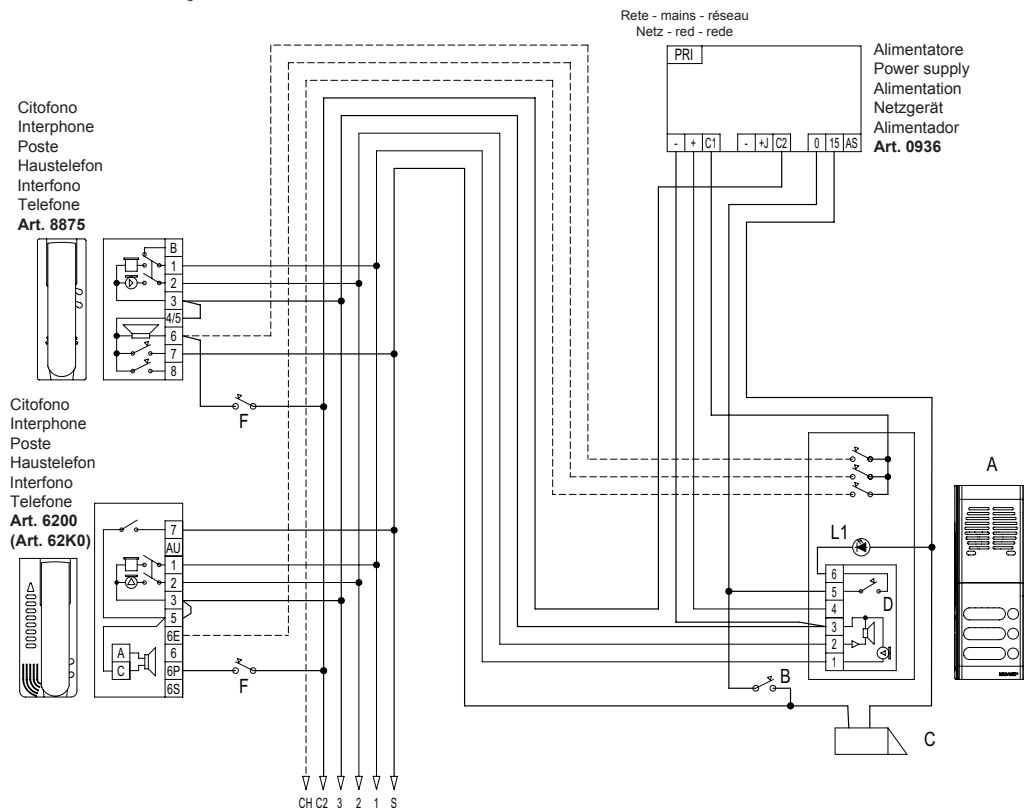 Rete - mains - réseau
Netz - red - rede
PRI
- + C1 - +J C2 0 15 AS
Alimentatore
Power supply
Alimentation
Netzgerät
Alimentador
Art. 0936
Citofono
Interphone
Poste
Haustelefon
Interfono
Telefone
Art. 8875
B
1
2
3
4/5
6
7
8
F
Citofono
Interphone
Poste
Haustelefon
Interfono
Telefone
Art. 6200
(Art. 62K0)
7
AU
1
2
3
5
6E
6
6P
6S
A
C
F
A
L1
6
5
4
3
2
1
D
B
C
CH C2 3 2 1 S